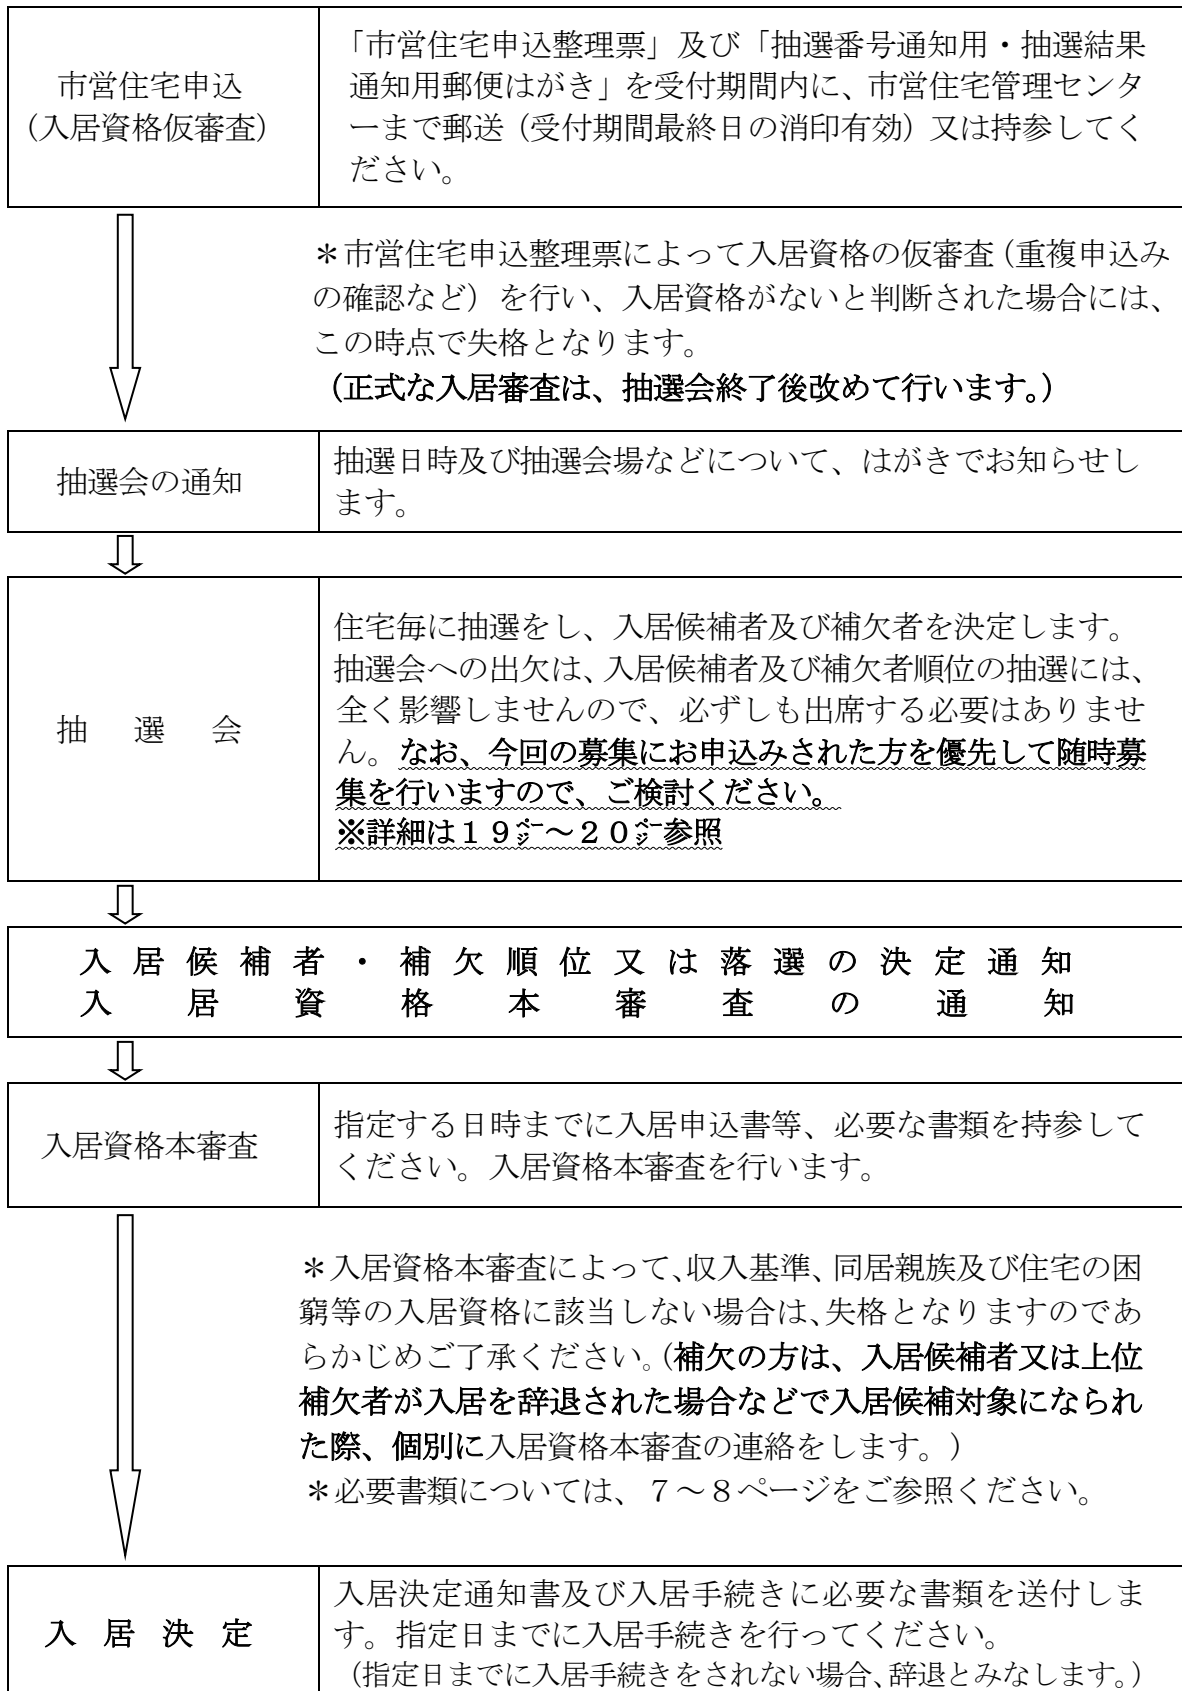 市営住宅申込
（入居資格仮審査）
「市営住宅申込整理票」及び「抽選番号通知用・抽選結果
通知用郵便はがき」を受付期間内に、市営住宅管理センタ
ーまで郵送（受付期間最終日の消印有効）又は持参してく
ださい。
＊市営住宅申込整理票によって入居資格の仮審査（重複申込み
の確認など）を行い、入居資格がないと判断された場合には、
この時点で失格となります。
（正式な入居審査は、抽選会終了後改めて行います。）
抽選会の通知
抽選日時及び抽選会場などについて、はがきでお知らせし
ます。
抽　選　会
住宅毎に抽選をし、入居候補者及び補欠者を決定します。
抽選会への出欠は、入居候補者及び補欠者順位の抽選には、
全く影響しませんので、必ずしも出席する必要はありませ
ん。なお、今回の募集にお申込みされた方を優先して随時募
集を行いますので、ご検討ください。
※詳細は１９㌻～２０㌻参照
入居候補者・補欠順位又は落選の決定通知
入居資格本審査の通知
入居資格本審査
指定する日時までに入居申込書等、必要な書類を持参して
ください。入居資格本審査を行います。
＊入居資格本審査によって、収入基準、同居親族及び住宅の困
窮等の入居資格に該当しない場合は、失格となりますのであ
らかじめご了承ください。（補欠の方は、入居候補者又は上位
補欠者が入居を辞退された場合などで入居候補対象になられ
た際、個別に入居資格本審査の連絡をします。）
＊必要書類については、７～８ページをご参照ください。
入居決定
入居決定通知書及び入居手続きに必要な書類を送付しま
す。指定日までに入居手続きを行ってください。
（指定日までに入居手続きをされない場合、辞退とみなします。）